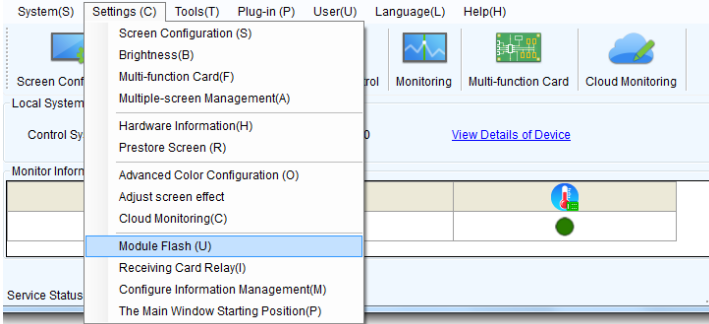 System(S) Settings (C) Tools(T) Plug-in (P) User(U) Language(L) Help(H)
Screen Configuration (S)
Brightness(B)
Multi-function Card(F)
Multiple-screen Management(A)
Hardware Information(H)
Prestore Screen (R)
Advanced Color Configuration (O)
Adjust screen effect
Cloud Monitoring(C)
Module Flash (U)
Receiving Card Relay(I)
Configure Information Management(M)
The Main Window Starting Position(P)
Screen Conf rol Monitoring Multi-function Card Cloud Monitoring
Local System
Control Sy 0 View Details of Device
Monitor Inforn
Service Status